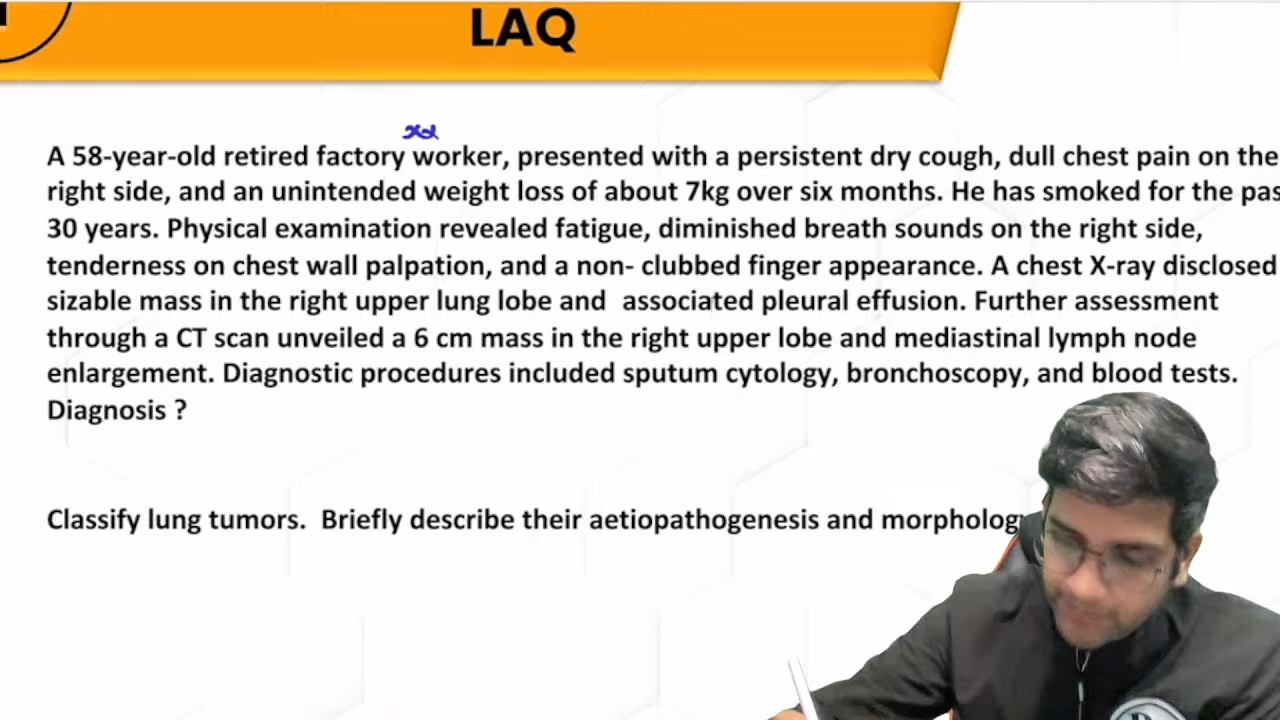 LAQ
A 58-year-old retired factory worker, presented with a persistent dry cough, dull chest pain on the
right side, and an unintended weight loss of about 7kg over six months. He has smoked for the pas
30 years. Physical examination revealed fatigue, diminished breath sounds on the right side,
tenderness on chest wall palpation, and a non- clubbed finger appearance. A chest X-ray disclosed
sizable mass in the right upper lung lobe and associated pleural effusion. Further assessment
through a CT scan unveiled a 6 cm mass in the right upper lobe and mediastinal lymph node
enlargement. Diagnostic procedures included sputum cytology, bronchoscopy, and blood tests.
Diagnosis ?
Classify lung tumors. Briefly describe their aetiopathogenesis and morpholog